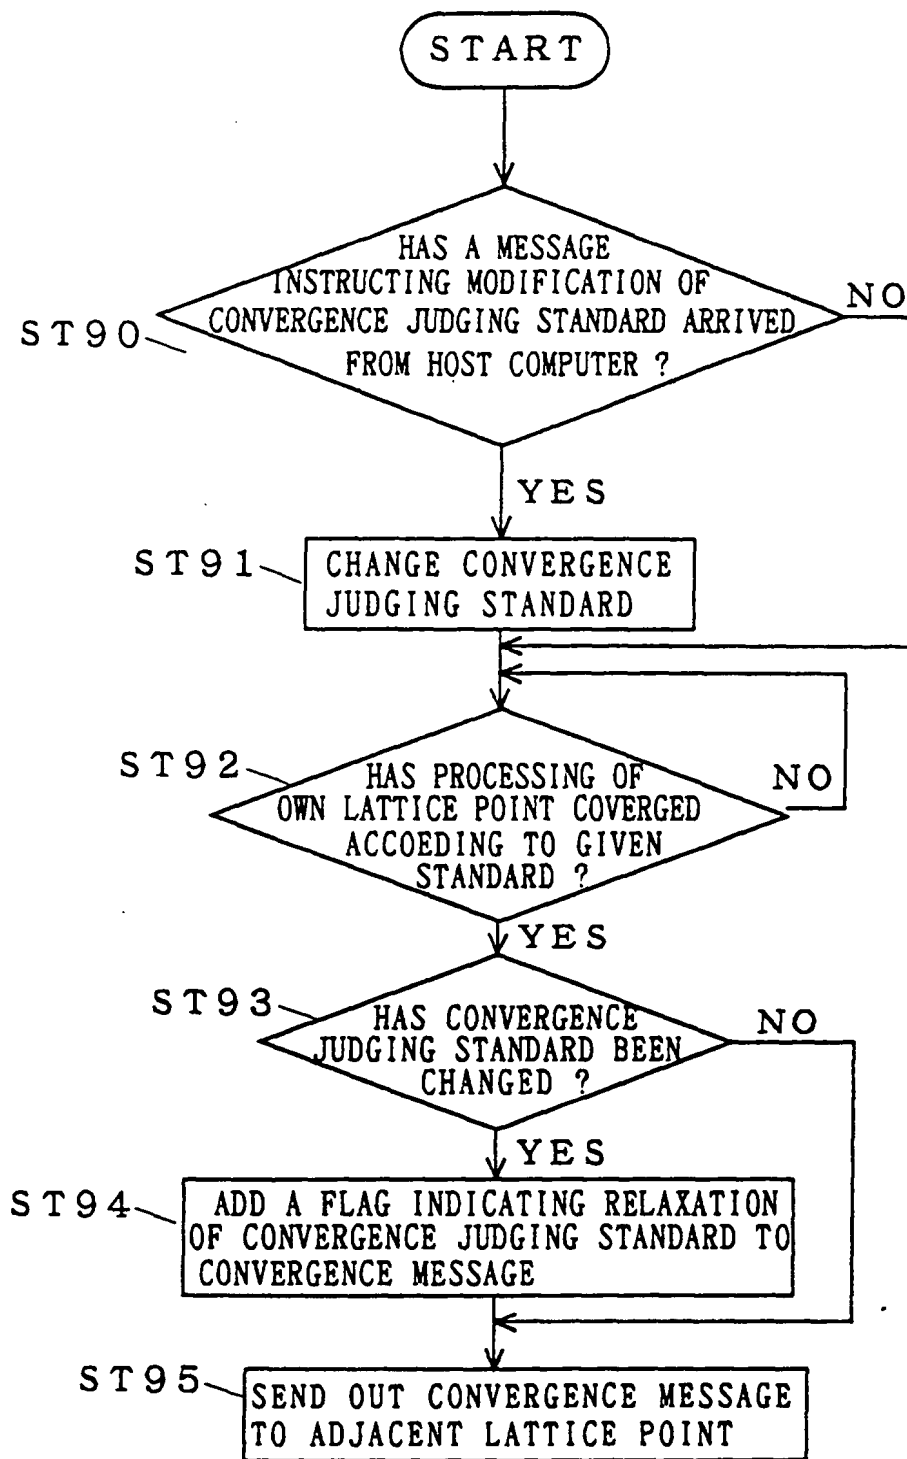 START
HAS A MESSAGE
INSTRUCTING MODIFICATION OF
CONVERGENCE JUDGING STANDARD ARRIVED
FROM HOST COMPUTER ?
NO
ST90
YES
ST91
CHANGE CONVERGENCE
JUDGING STANDARD
ST92
HAS PROCESSING OF
OWN LATTICE POINT COVERGED
ACCOEDING TO GIVEN
STANDARD ?
NO
YES
ST93
HAS CONVERGENCE
JUDGING STANDARD BEEN
CHANGED ?
NO
YES
ST94
ADD A FLAG INDICATING RELAXATION
OF CONVERGENCE JUDGING STANDARD TO
CONVERGENCE MESSAGE
ST95
SEND OUT CONVERGENCE MESSAGE
TO ADJACENT LATTICE POINT